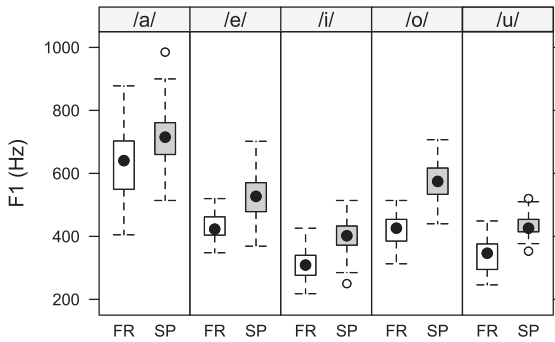 /a/ /e/ /i/ /o/ /u/
1000
800
600
400
200
F1 (Hz)
FR SP FR SP FR SP FR SP FR SP